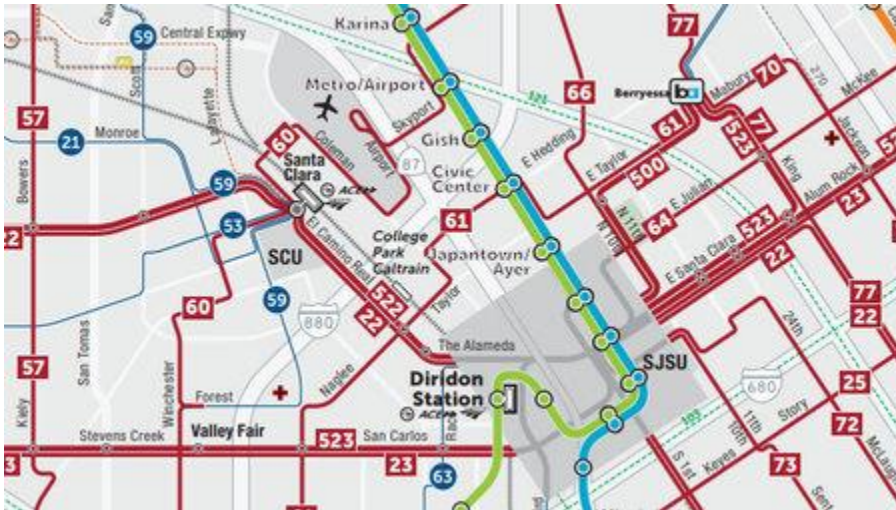 Karina
59
Central Expwy
77
Scott
Metro/Airport
66
Berryessa
Mabury
70
270
McKee
57
Lafayette
60
Skyport
101
Monroe
21
Coleman
Airport
87
Gish
E Hedding
61
523
77
Jackson
Bowers
Santa
Clara
ACE
Civic
Center
E Taylor
500
King
Alum Rock
59
E Julian
22
53
El Camino Real
College
Park
Caltrain
61
N 10th
N 11th
64
523
23
SCU
Japantown/
Ayer
E Santa Clara
22
60
59
522
22
Taylor
77
22
880
24th
San Tomas
The Alameda
SJSU
57
Winchester
Naglee
Diridon
Station
ACE
680
25
Kiely
Forest
Story
72
Stevens Creek
Valley Fair
523
San Carlos
103
11th
10th
Keyes
23
63
S 1st
73